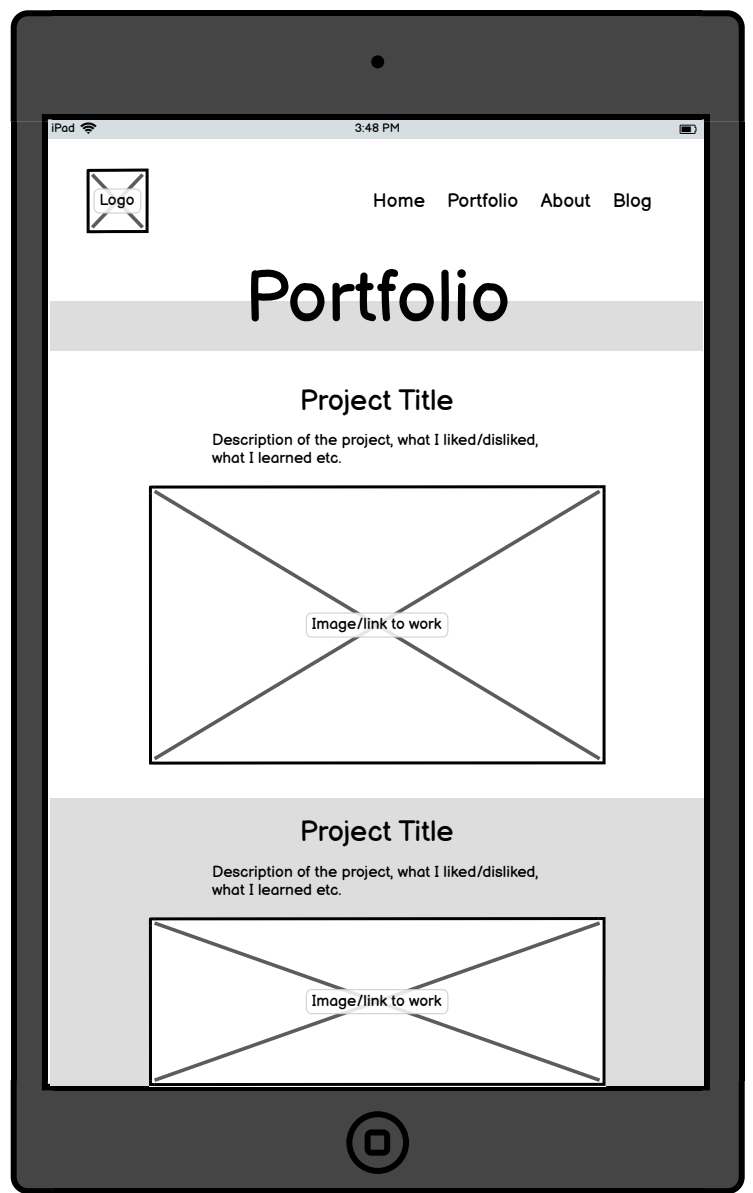 iPad
3:48 PM
Logo
Home Portfolio About Blog
Portfolio
Project Title
Description of the project, what I liked/disliked,
what I learned etc.
Image/link to work
Project Title
Description of the project, what I liked/disliked,
what I learned etc.
Image/link to work